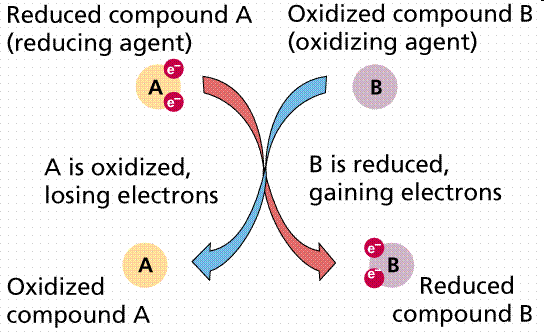 Reduced compound A
(reducing agent)
Oxidized compound B
(oxidizing agent)
e⁻
A
e⁻
B
A is oxidized,
losing electrons
B is reduced,
gaining electrons
A
e⁻
e⁻
B
Oxidized
compound A
Reduced
compound B